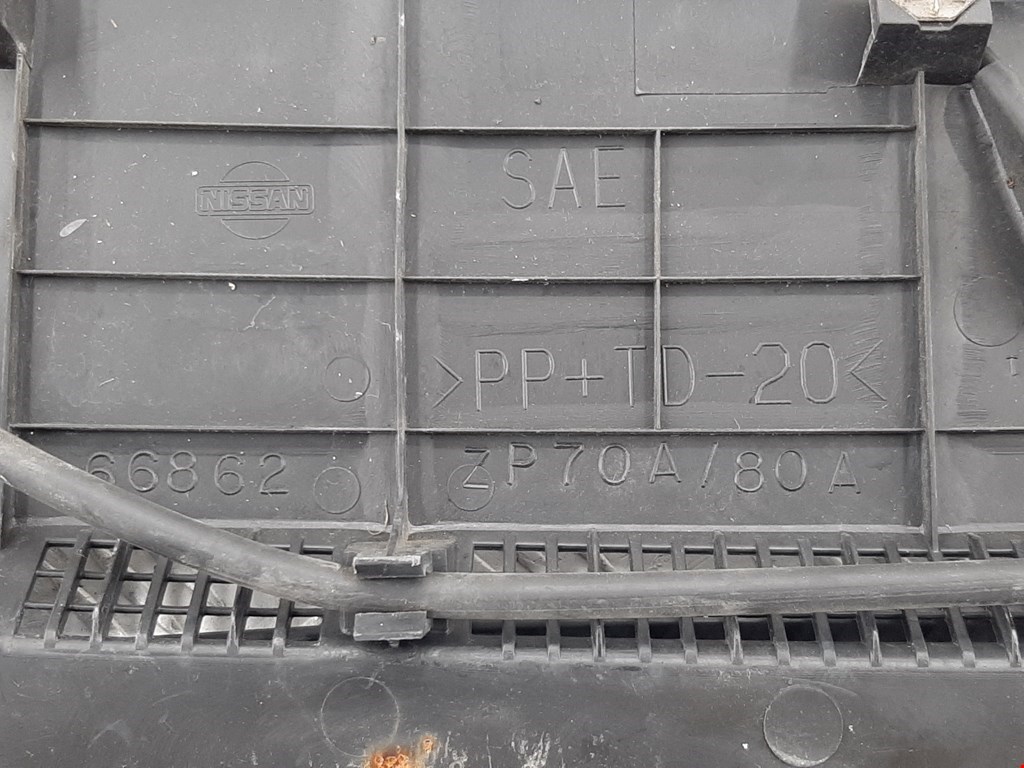 NISSAN
SAE
>PP+TD-20<
66862
ZP70A/80A